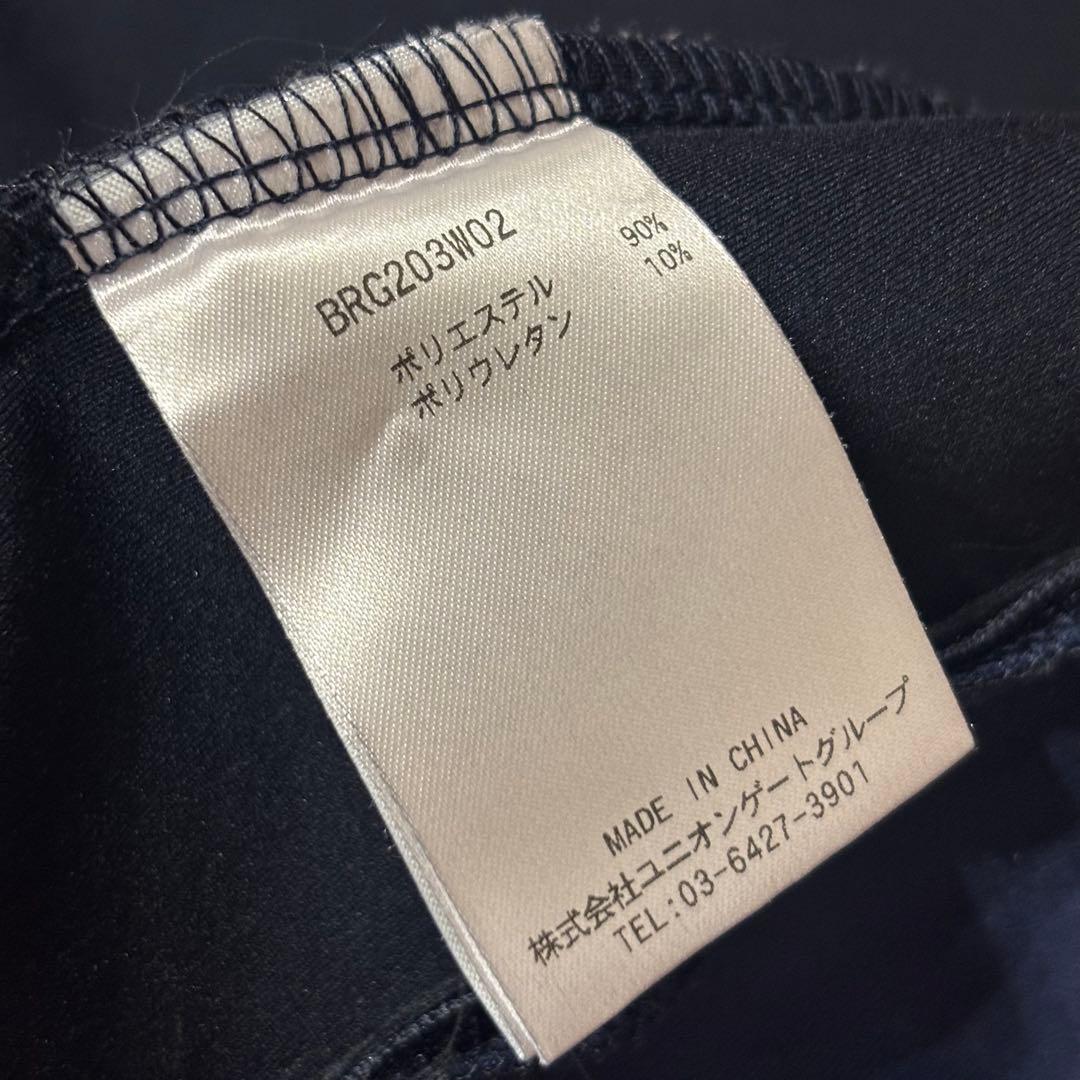 BRG203W02
ポリエステル 90%
ポリウレタン 10%
MADE IN CHINA
株式会社ユニオンゲートグループ
TEL:03-6427-3901